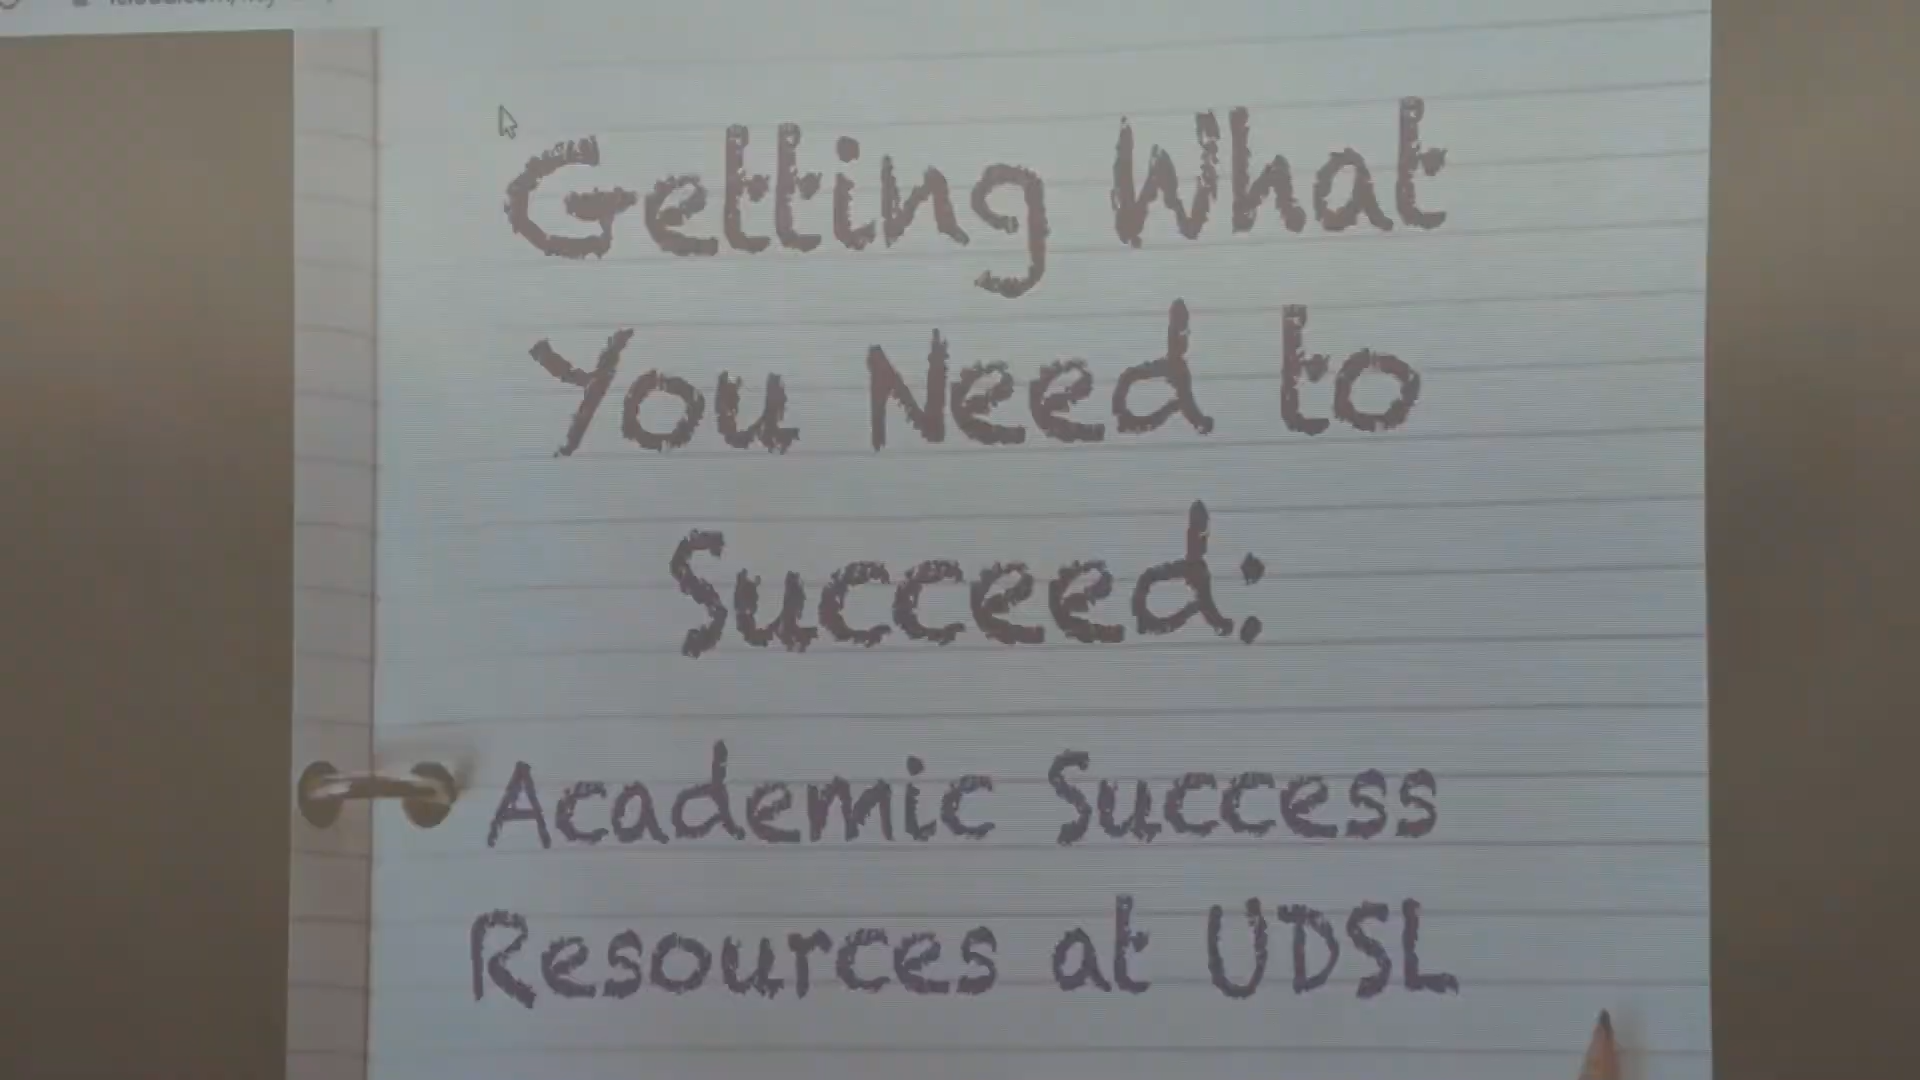 Getting What
You Need to
Succeed:
Academic Success
Resources at UDSL